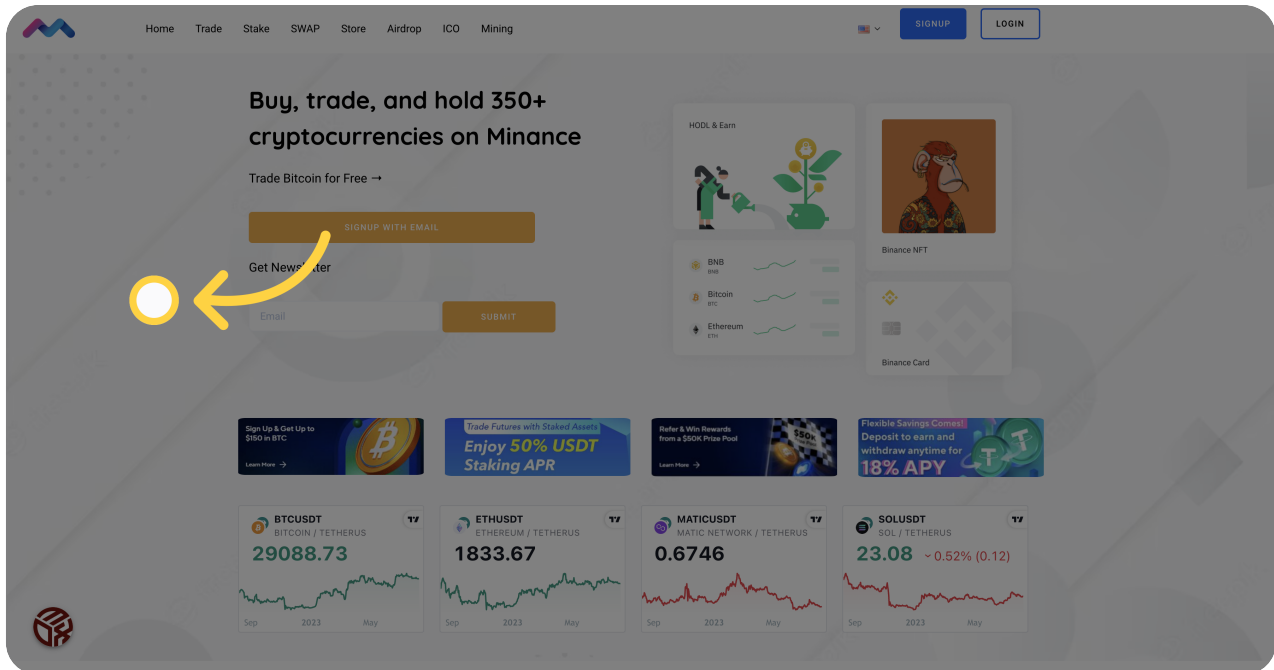 Home Trade Stake SWAP Store Airdrop ICO Mining
SIGNUP
LOGIN
Buy, trade, and hold 350+
cryptocurrencies on Minance
Trade Bitcoin for Free →
SIGNUP WITH EMAIL
Get Newsletter
Email
SUBMIT
HODL & Earn
BNB
BNB
Bitcoin
BTC
Ethereum
ETH
Binance NFT
Binance Card
Sign Up & Get Up to
$150 in BTC
Learn More →
Trade Futures with Staked Assets
Enjoy 50% USDT
Staking APR
Refer & Win Rewards
from a $50K Prize Pool
Learn More →
$50K
Flexible Savings Comes!
Deposit to earn and
withdraw anytime for
18% APY
BTCUSDT
BITCOIN / TETHERUS
29088.73
Sep 2023 May
ETHUSDT
ETHEREUM / TETHERUS
1833.67
Sep 2023 May
MATICUSDT
MATIC NETWORK / TETHERUS
0.6746
Sep 2023 May
SOLUSDT
SOL / TETHERUS
23.08 0.52% (0.12)
Sep 2023 May